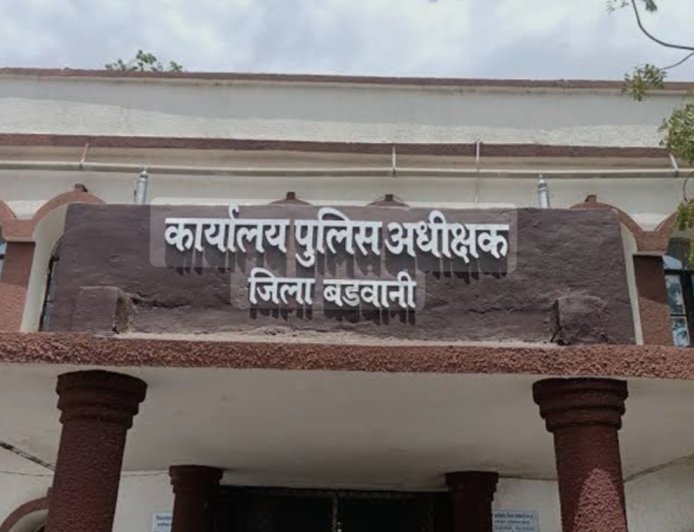 कार्यालय पुलिस अधीक्षक
जिला बडवानी